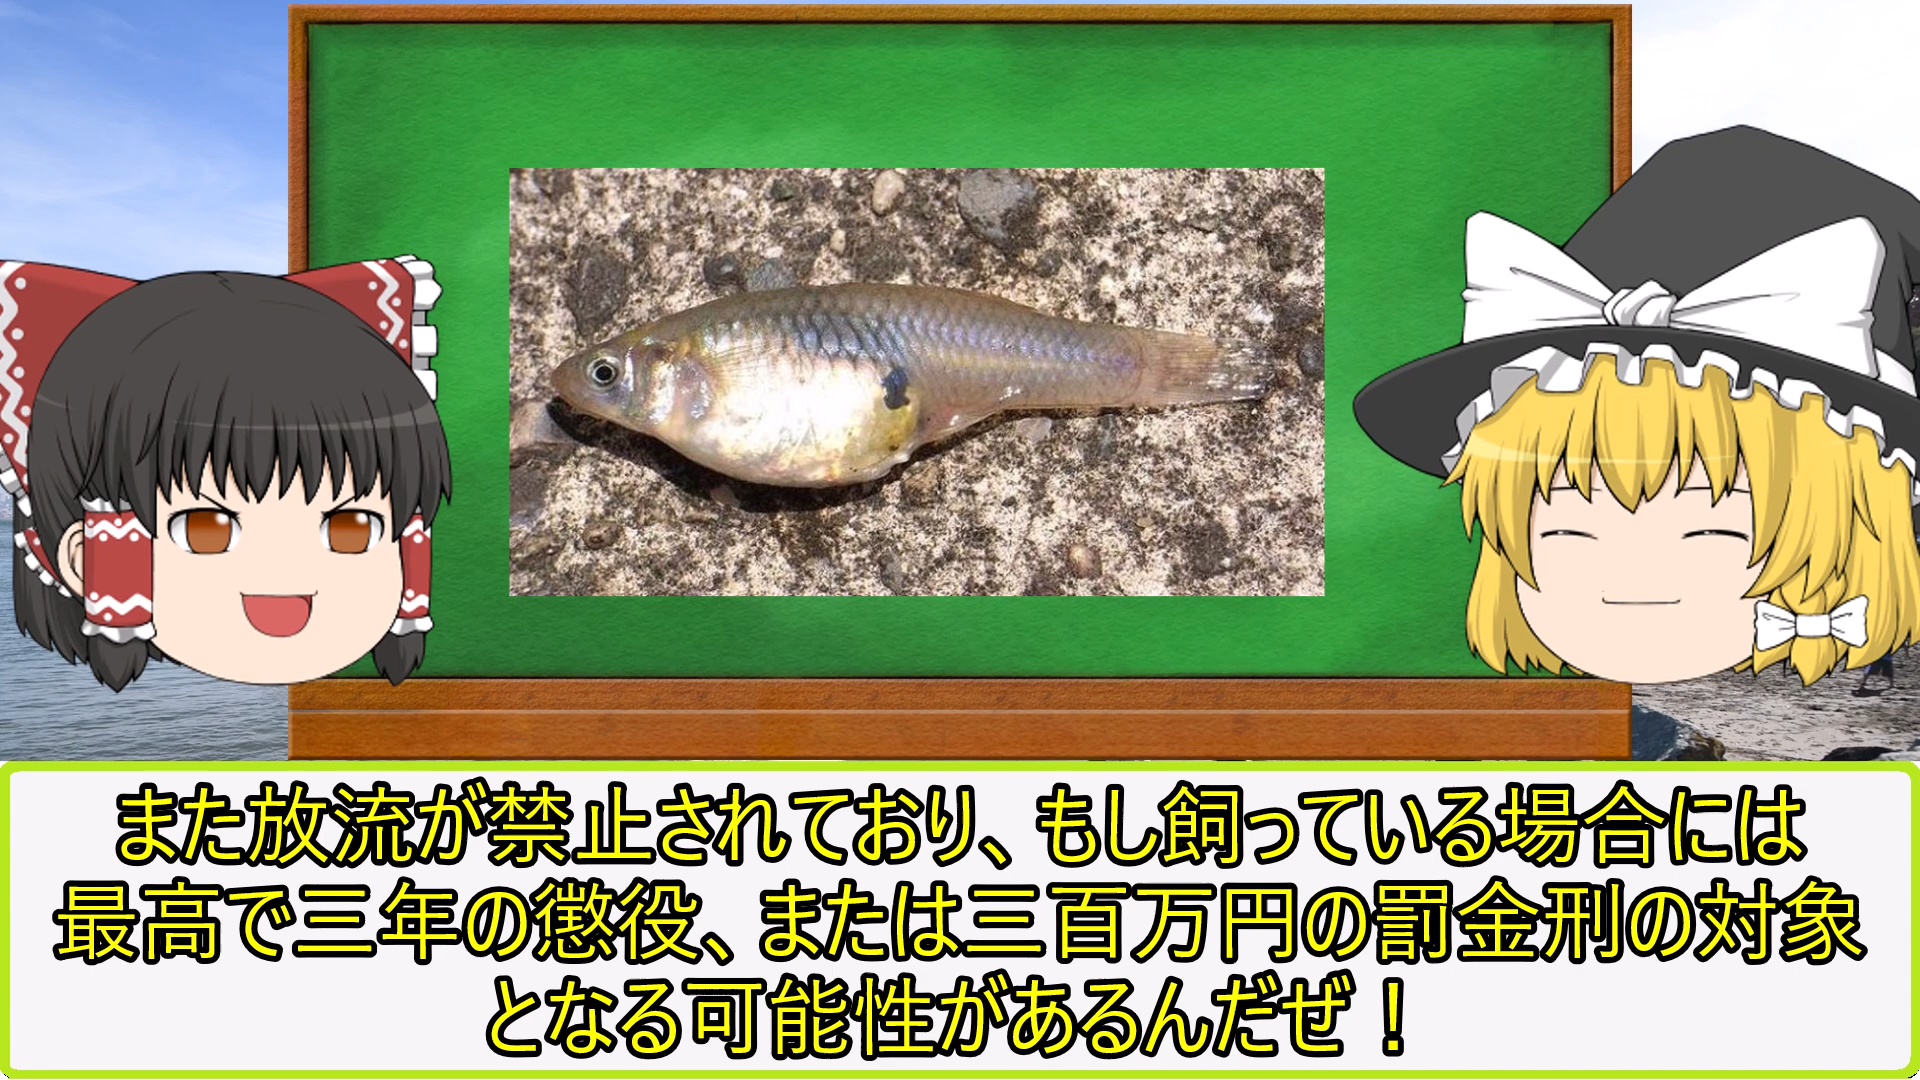 また放流が禁止されており、もし飼っている場合には
最高で三年の懲役、または三百万円の罰金刑の対象
となる可能性があるんだぜ！